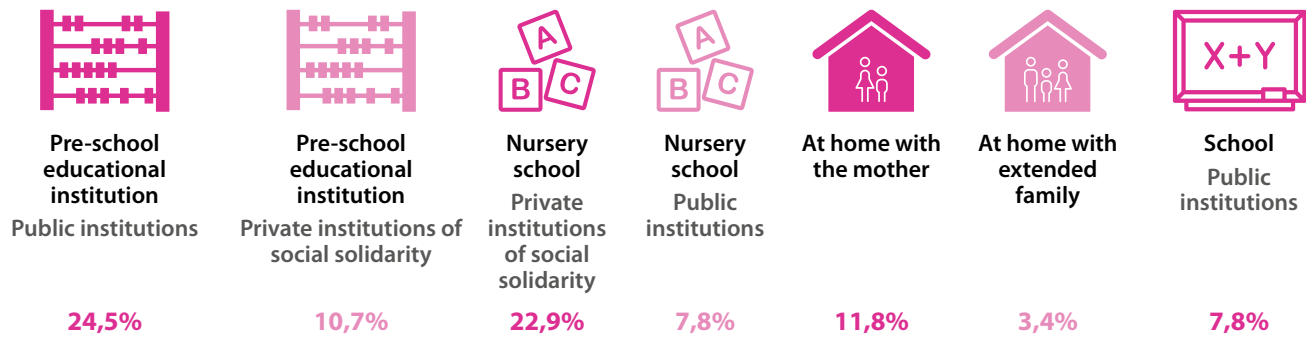 A
B
C
A
B
C
X+Y
Pre-school
educational
institution
Public institutions
24,5%
Pre-school
educational
institution
Private institutions of
social solidarity
10,7%
Nursery
school
Private
institutions
of social
solidarity
22,9%
Nursery
school
Public
institutions
7,8%
At home with
the mother
11,8%
At home with
extended
family
3,4%
School
Public
institutions
7,8%